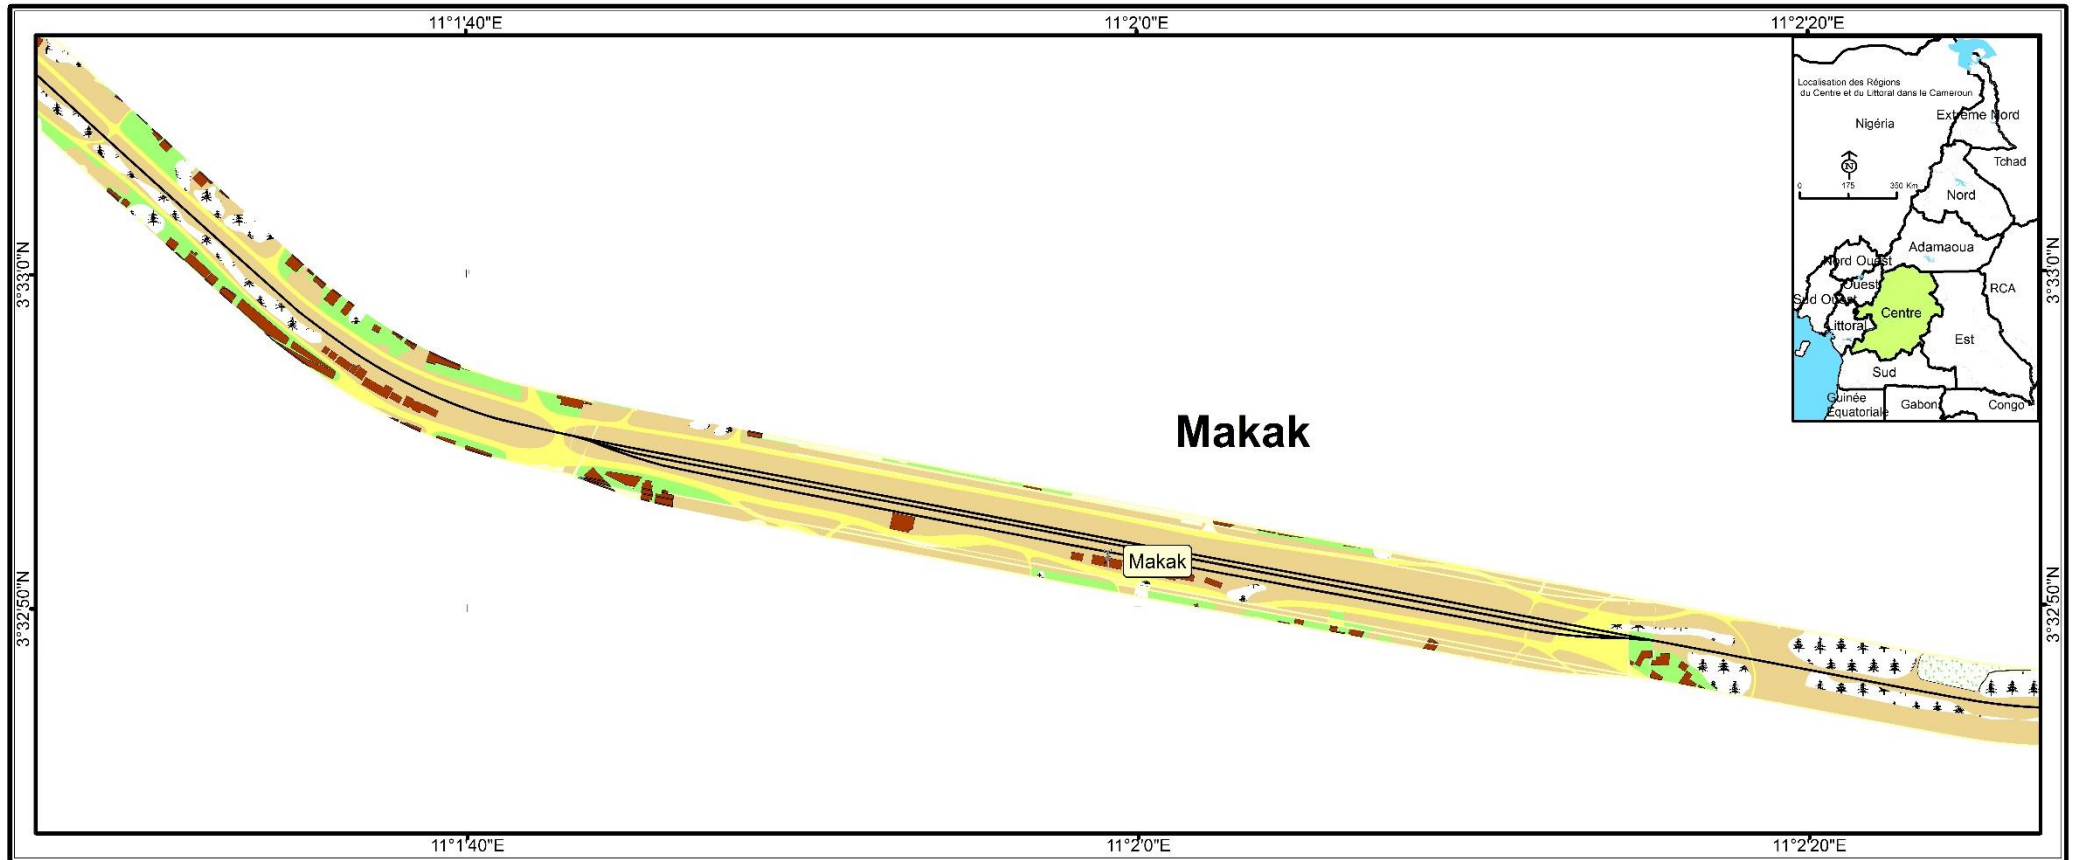 11°1'40"E
11°2'0"E
11°2'20"E
Localisation des Régions
du Centre et du Littoral dans le Cameroun
Extrême Nord
Nigéria
Tchad
N
0 175 350 Km
Nord
Adamaoua
3°33'0"N
3°33'0"N
Nord Ouest
Ouest
RCA
Sud Ouest
Centre
Littoral
Est
Sud
Guinée
Equatoriale
Gabon
Congo
Makak
Makak
3°32'50"N
3°32'50"N
11°1'40"E
11°2'0"E
11°2'20"E